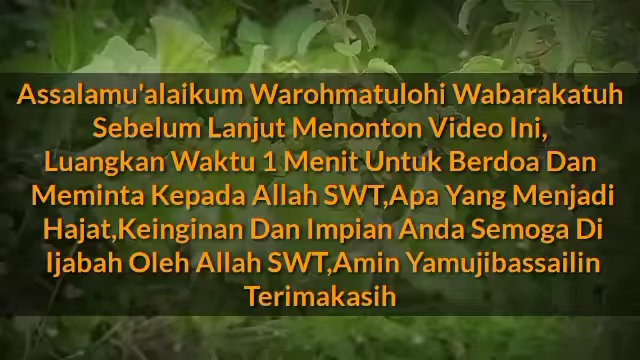 Assalamu'alaikum Warohmatulohi Wabarakatuh
Sebelum Lanjut Menonton Video Ini,
Luangkan Waktu 1 Menit Untuk Berdoa Dan
Meminta Kepada Allah SWT,Apa Yang Menjadi
Hajat,Keinginan Dan Impian Anda Semoga Di
Ijabah Oleh Allah SWT,Amin Yamujibassailin
Terimakasih